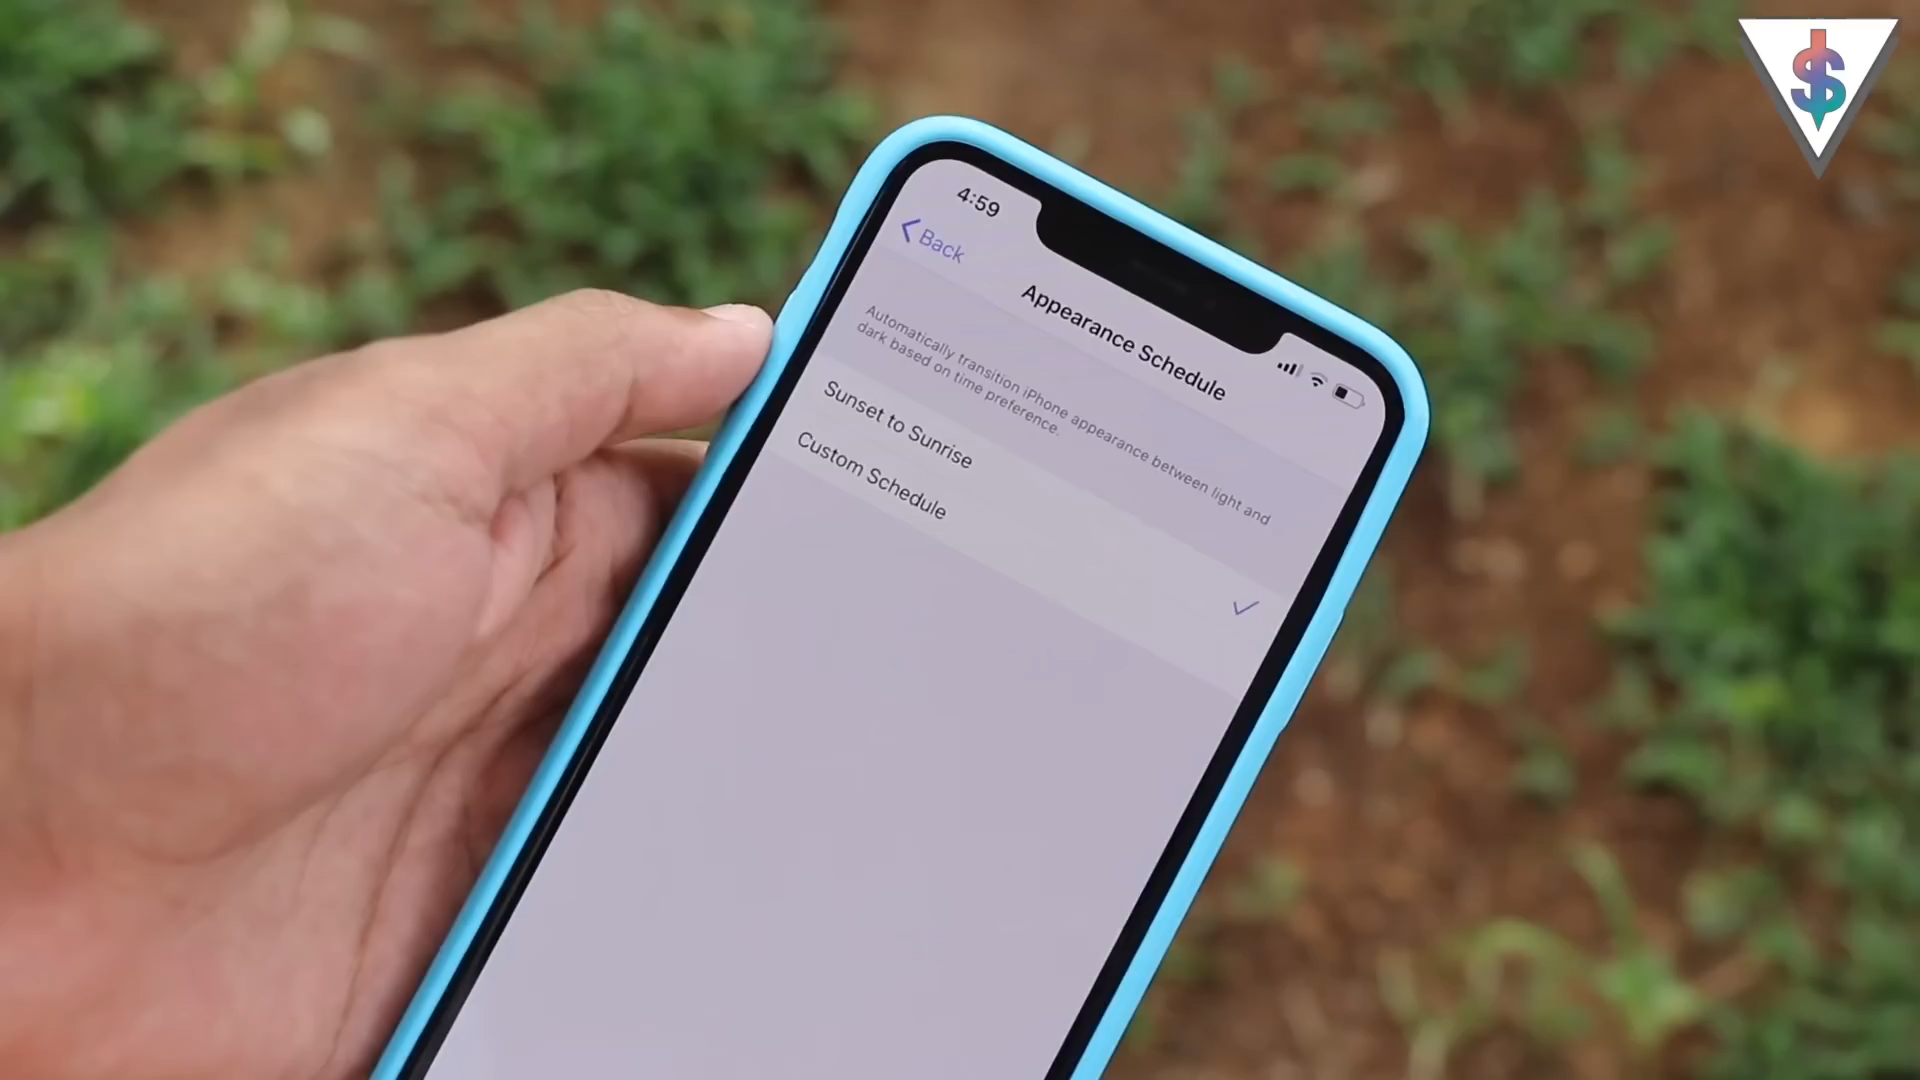 4:59
Back
Appearance Schedule
Automatically transition iPhone appearance between light and
dark based on time preference.
Sunset to Sunrise
Custom Schedule
$